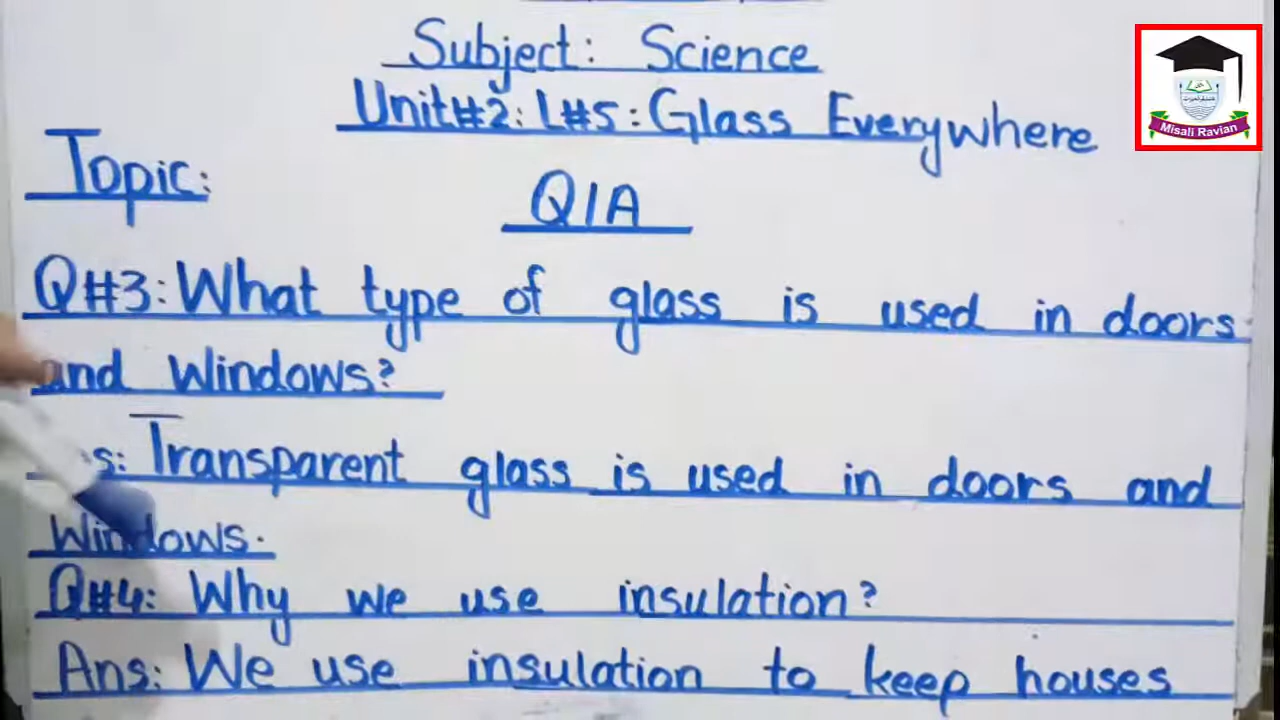 Subject: Science
Unit#2: L#5: Glass Everywhere
Misali Ravian
Topic:
Q/A
Q#3: What type of glass is used in doors
and Windows?
Transparent glass is used in doors and
Windows.
Q#4: Why we use insulation?
Ans: We use insulation to keep houses